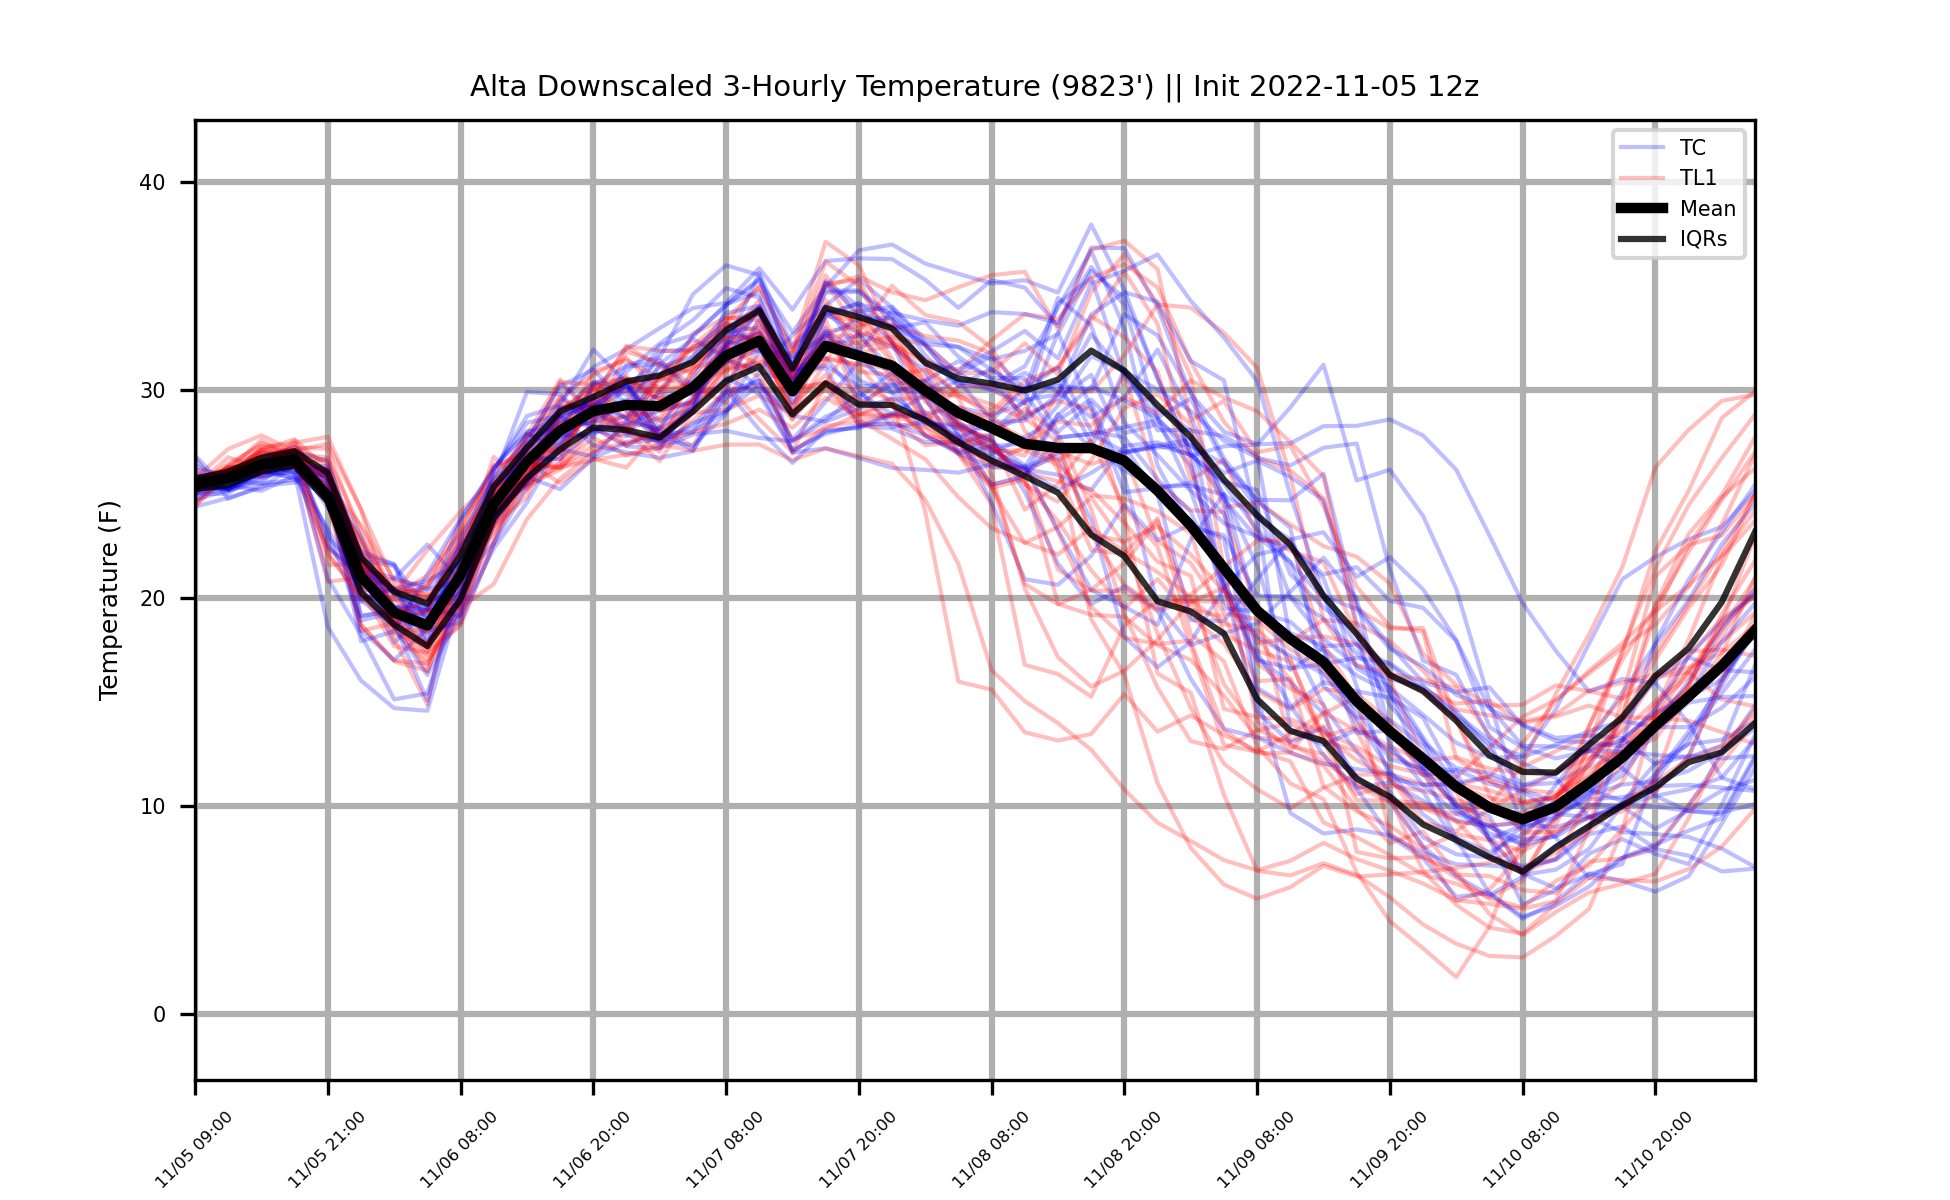 Alta Downscaled 3-Hourly Temperature (9823') || Init 2022-11-05 12z
TC
TL1
Mean
IQRs
Temperature (F)
40
30
20
10
0
11/05 09:00
11/05 21:00
11/06 08:00
11/06 20:00
11/07 08:00
11/07 20:00
11/08 08:00
11/08 20:00
11/09 08:00
11/09 20:00
11/10 08:00
11/10 20:00